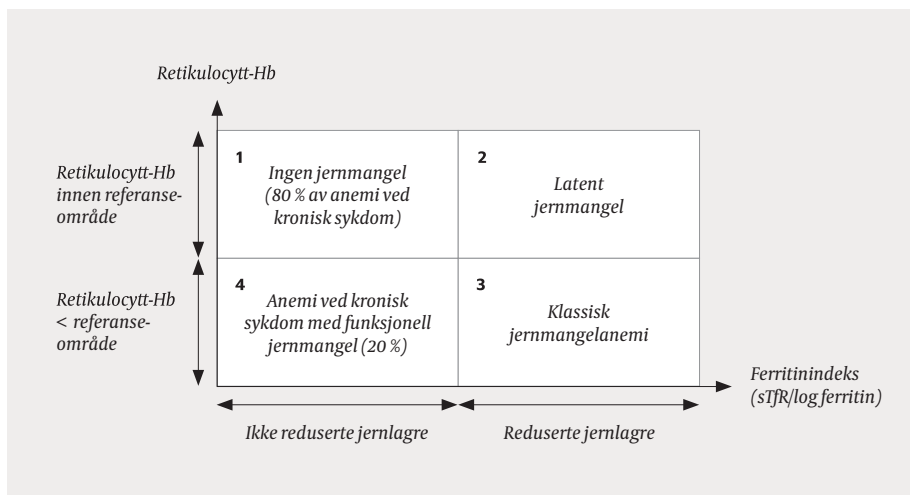 Retikulocytt-Hb
Retikulocytt-Hb
innen referanse-
område
1
Ingen jernmangel
(80 % av anemi ved
kronisk sykdom)
2
Latent
jernmangel
Retikulocytt-Hb
< referanse-
område
4
Anemi ved kronisk
sykdom med funksjonell
jernmangel (20 %)
3
Klassisk
jernmangelanemi
Ferritinindeks
(sTfR/log ferritin)
Ikke reduserte jernlagre
Reduserte jernlagre